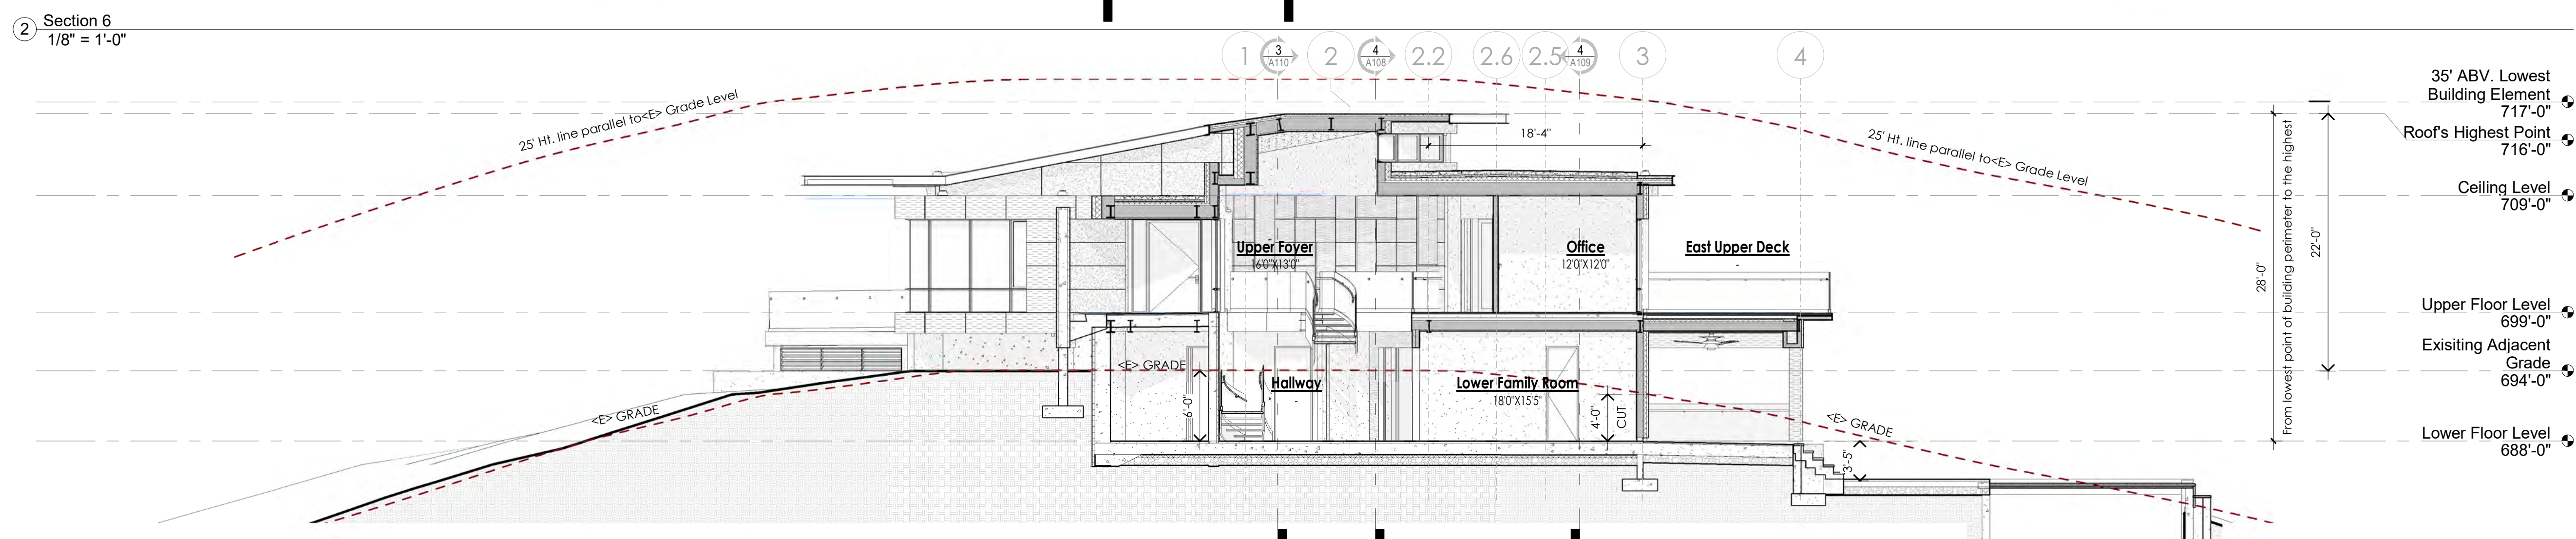 2
Section 6
1/8" = 1'-0"
1
3
A110
2
4
A108
2.2
2.6
2.5
4
A109
3
4
25' Ht. line parallel to<E> Grade Level
18'-4"
25' Ht. line parallel to<E> Grade Level
35' ABV. Lowest
Building Element
717'-0"
Roof's Highest Point
716'-0"
Ceiling Level
709'-0"
Upper Foyer
16'0"X13'0"
Office
12'0"X12'0"
East Upper Deck
-
28'-0"
From lowest point of building perimeter to the highest
22'-0"
Upper Floor Level
699'-0"
Exisiting Adjacent
Grade
694'-0"
<E> GRADE
<E> GRADE
6'-0"
Hallway
-
Lower Family Room
18'0"X15'5"
4'-0"
CUT
<E> GRADE
3'-5"
Lower Floor Level
688'-0"